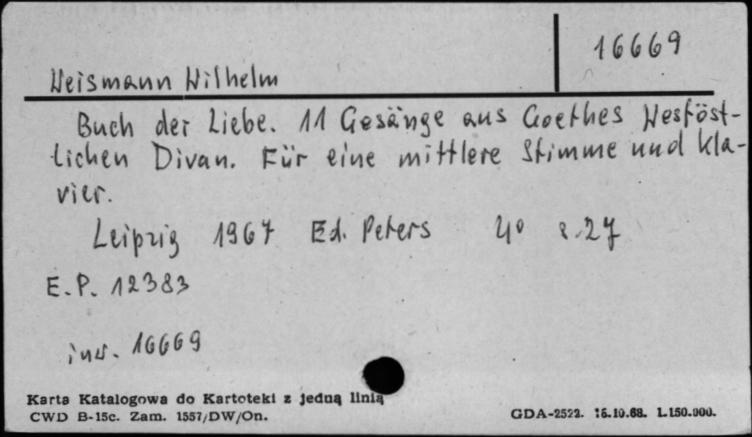 16669
Weismann Wilhelm
Buch der Liebe. 11 Gesänge aus Goethes Westöst-
lichen Divan. Für eine mittlere Stimme und Kla-
vier.
Leipzig 1967 Ed. Peters 4° s. 27
E.P. 12383
inw. 16669
Karta Katalogowa do Kartoteki z jedną linią
CWD B-15c. Zam. 1557/DW/On.
GDA-2522. 16.10.68. L.150.000.